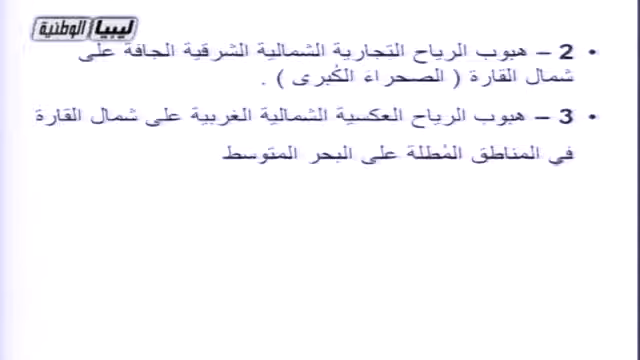 ليبيا الوطنية
• 2 – هبوب الرياح التجارية الشمالية الشرقية الجافة على
شمال القارة ( الصحراء الكُبرى ) .
• 3 – هبوب الرياح العكسية الشمالية الغربية على شمال القارة
في المناطق المُطلة على البحر المتوسط